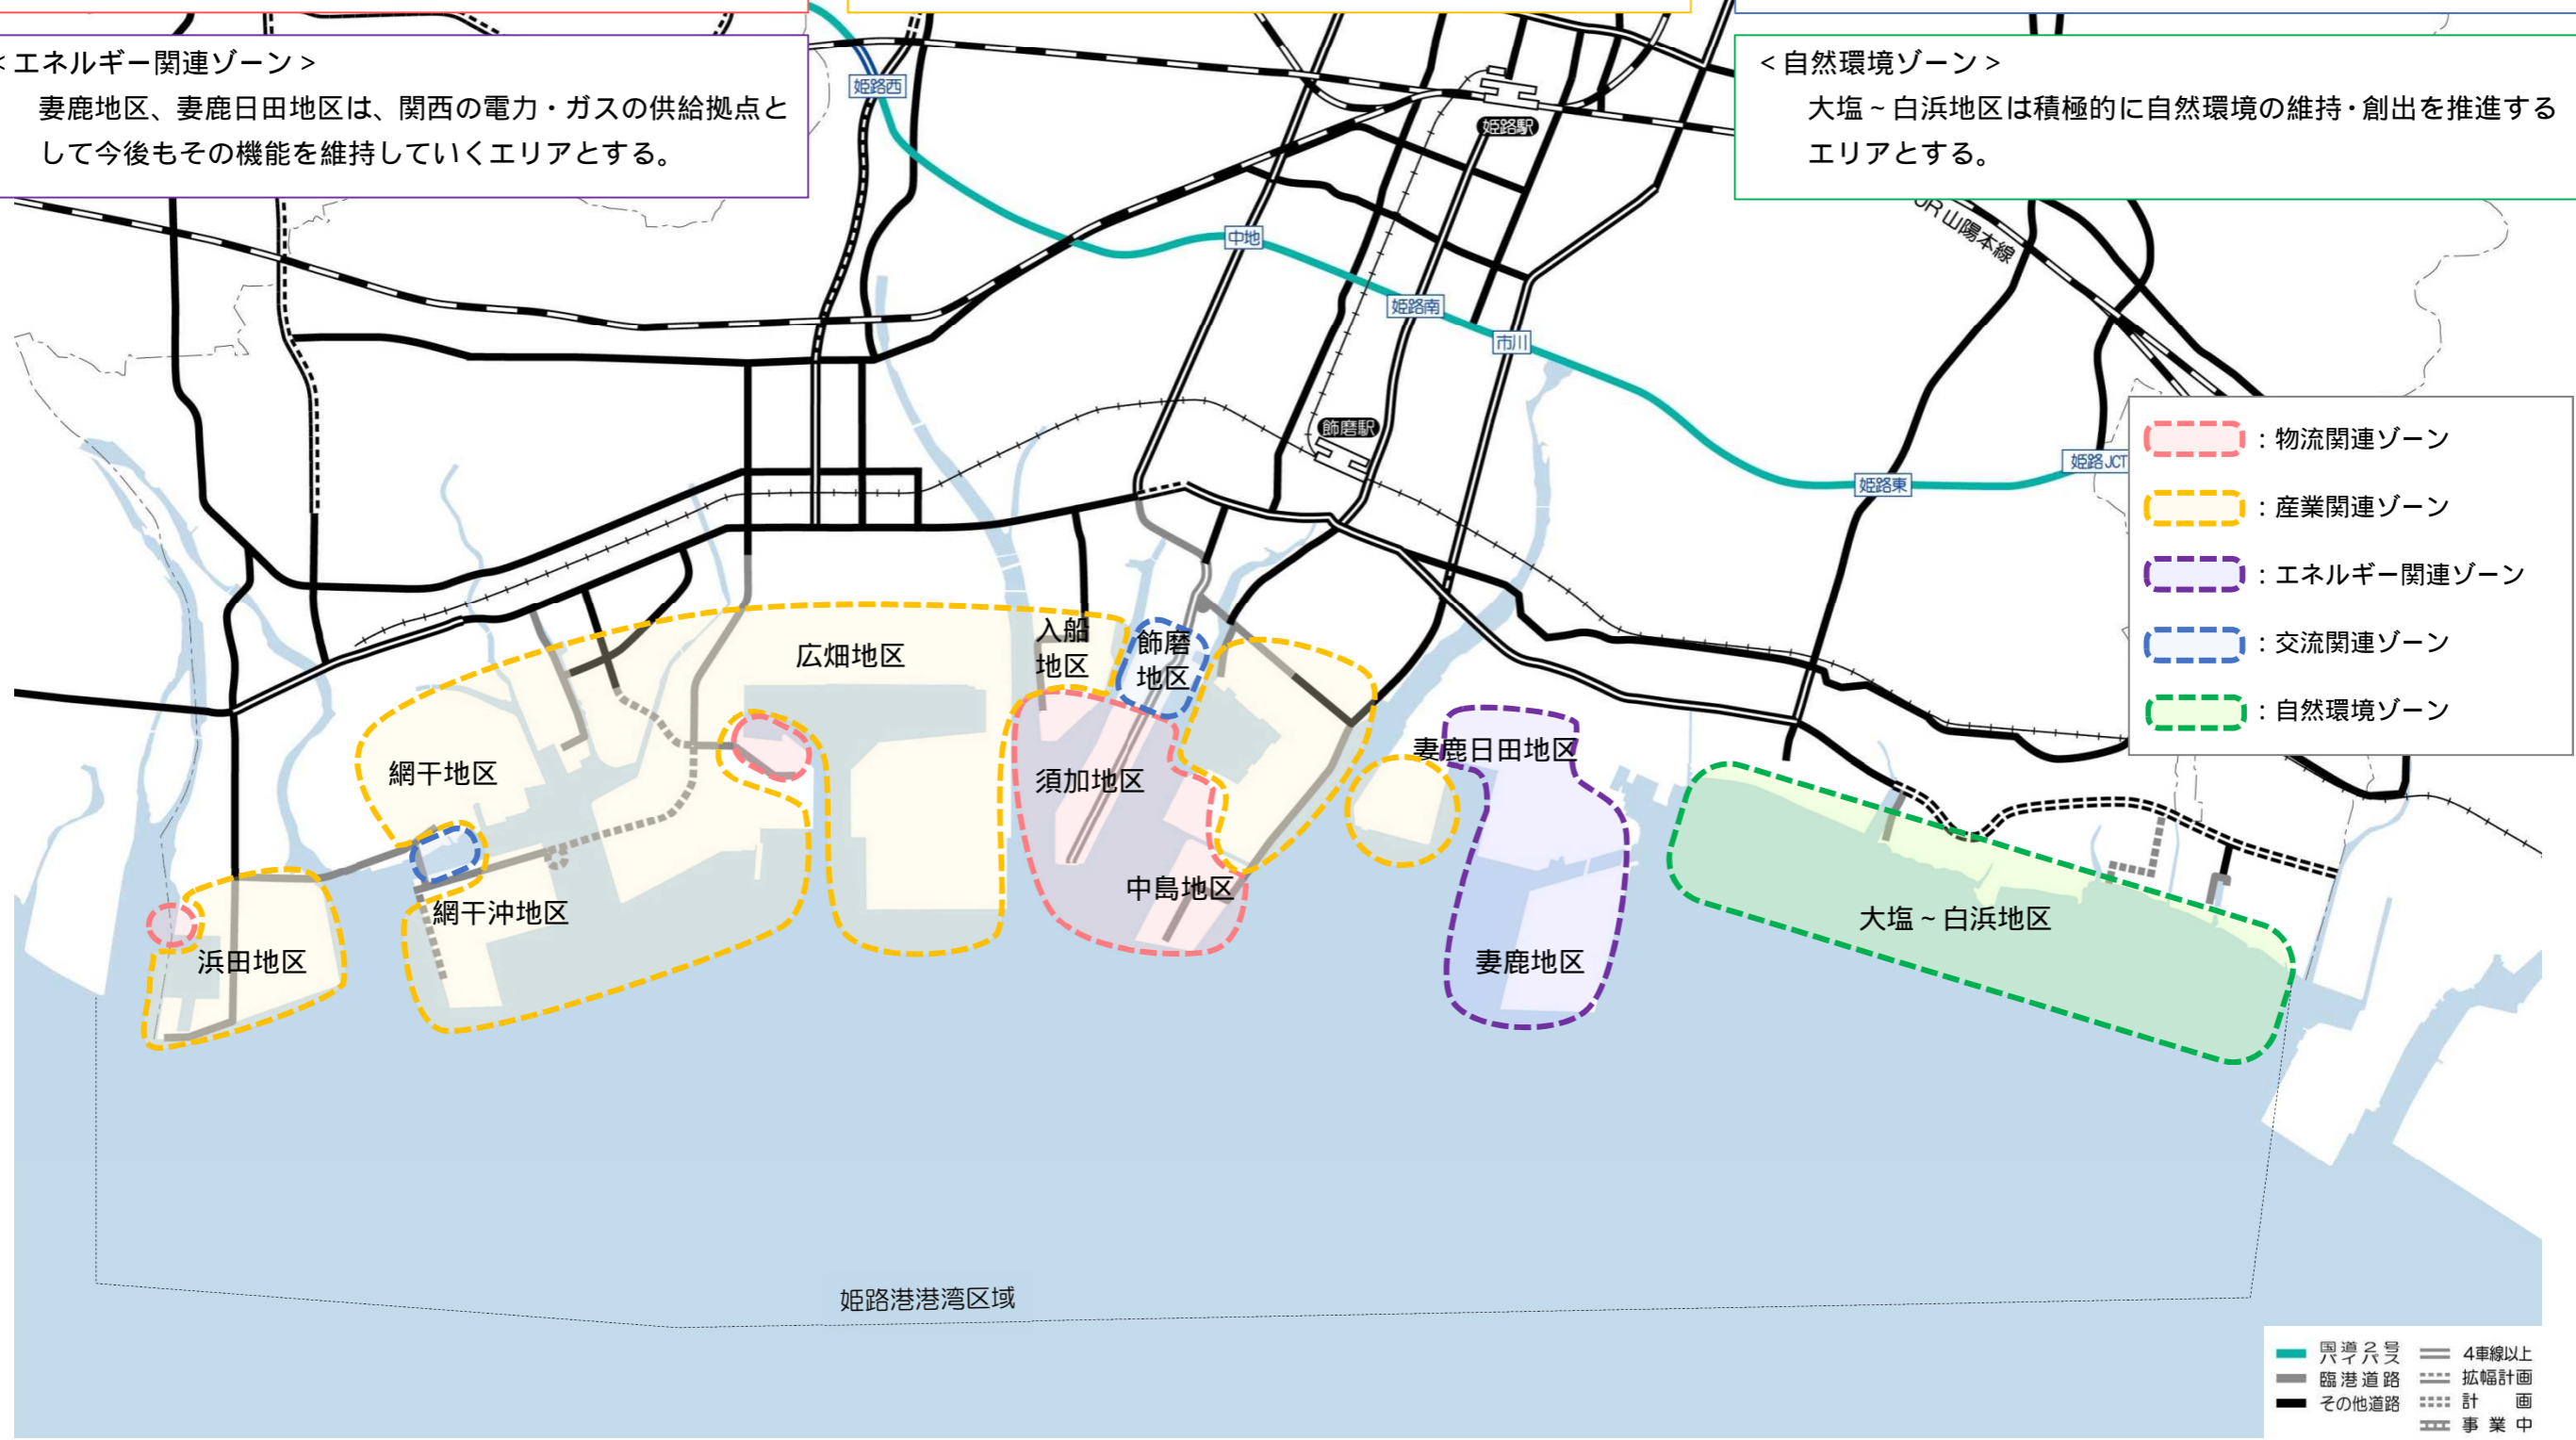 ＜エネルギー関連ゾーン＞
妻鹿地区、妻鹿日田地区は、関西の電力・ガスの供給拠点と
して今後もその機能を維持していくエリアとする。
＜自然環境ゾーン＞
大塩～白浜地区は積極的に自然環境の維持・創出を推進する
エリアとする。
姫路西
姫路駅
中地
JR山陽本線
姫路南
市川
飾磨駅
姫路東
姫路JCT
：物流関連ゾーン
：産業関連ゾーン
：エネルギー関連ゾーン
：交流関連ゾーン
：自然環境ゾーン
広畑地区
入船
地区
飾磨
地区
網干地区
須加地区
妻鹿日田地区
中島地区
網干沖地区
浜田地区
妻鹿地区
大塩～白浜地区
姫路港港湾区域
国道2号
バイパス
臨港道路
その他道路
4車線以上
拡幅計画
計　画
事業中